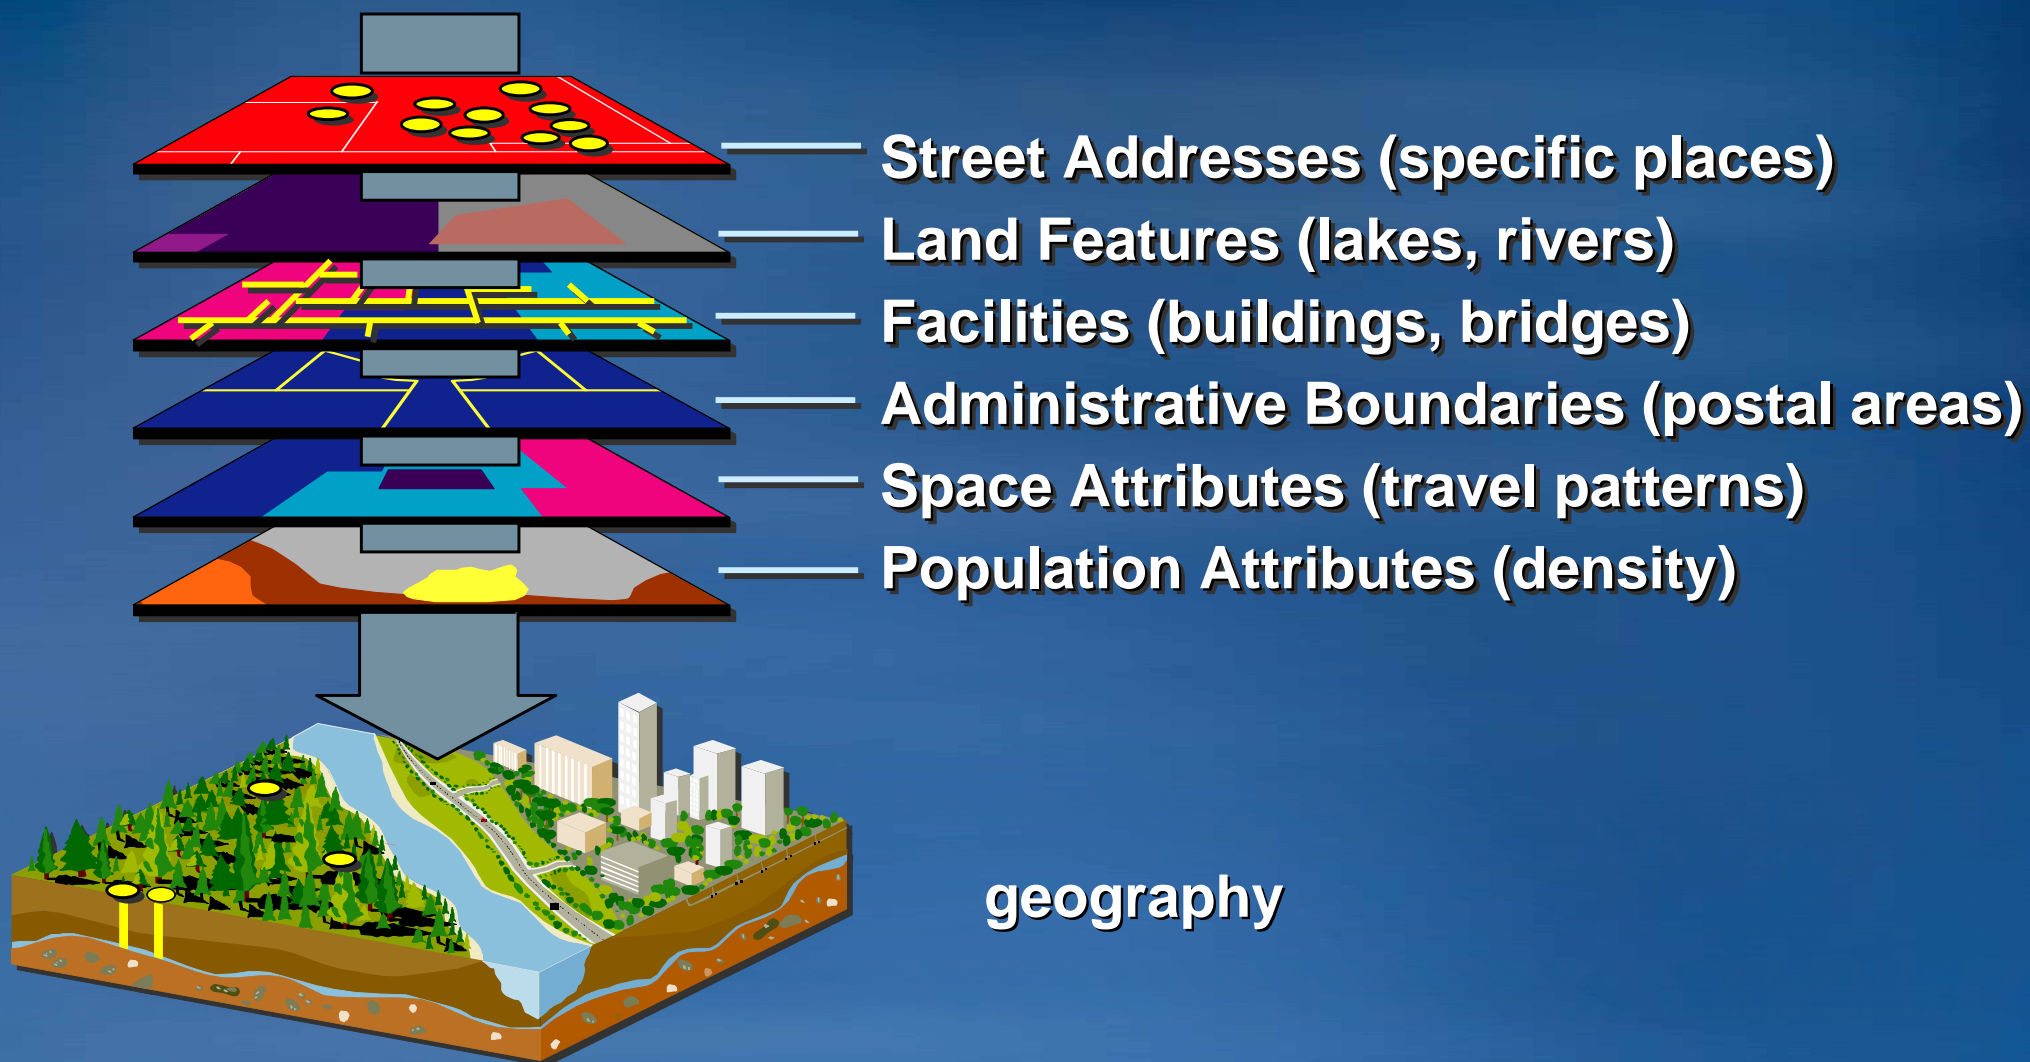 Street Addresses (specific places)
Land Features (lakes, rivers)
Facilities (buildings, bridges)
Administrative Boundaries (postal areas)
Space Attributes (travel patterns)
Population Attributes (density)
geography